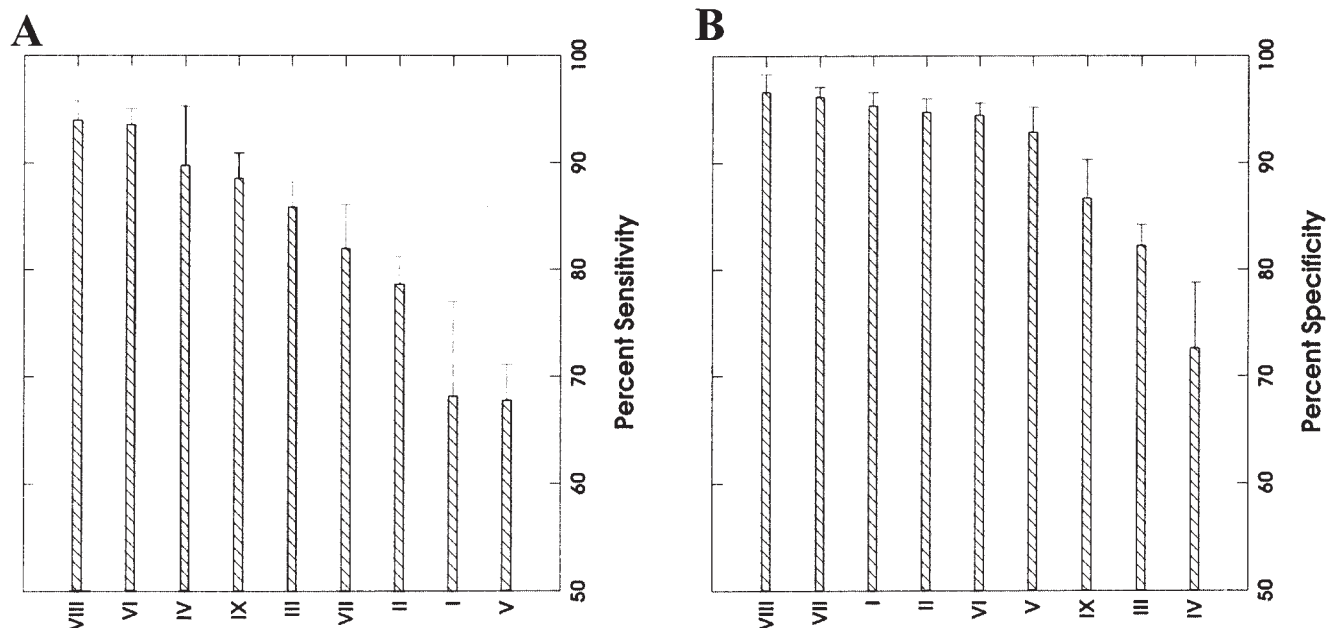 A
100
90
80
70
60
50
Percent Sensitivity
VIII
VI
IV
IX
III
VII
II
I
V
B
100
90
80
70
60
50
Percent Specificity
VIII
VII
I
II
VI
V
IX
III
IV